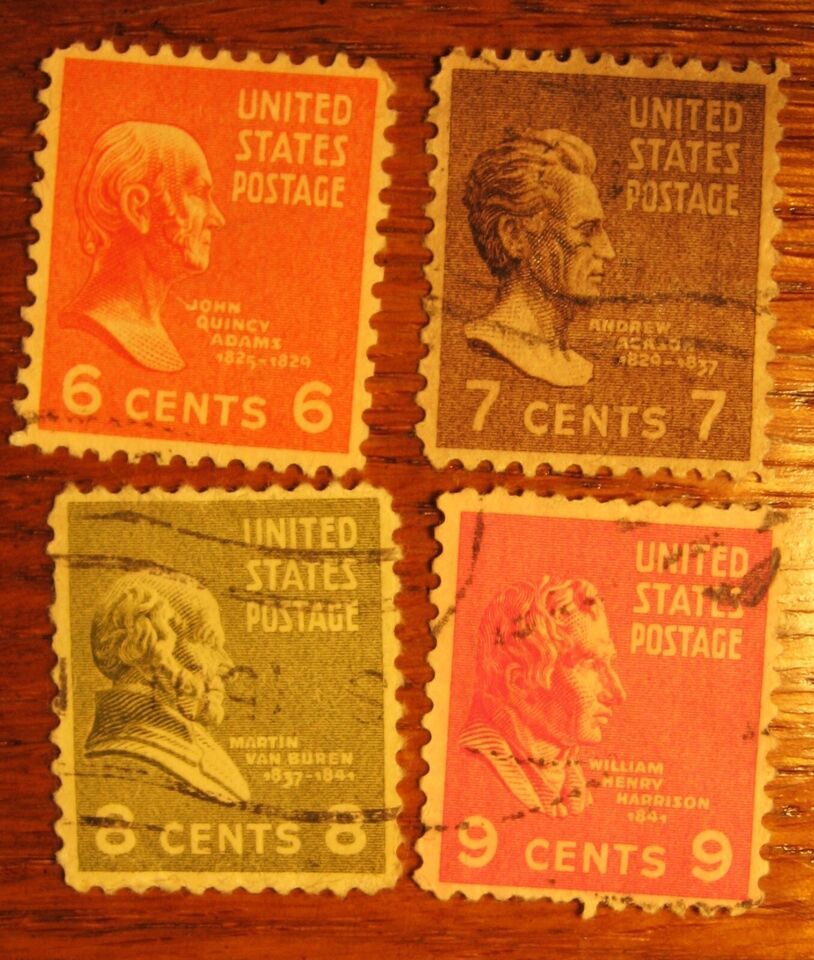 UNITED
STATES
POSTAGE
JOHN
QUINCY
ADAMS
1825-1829
6 CENTS 6
UNITED
STATES
POSTAGE
ANDREW
JACKSON
1829-1837
7 CENTS 7
UNITED
STATES
POSTAGE
MARTIN
VAN BUREN
1837-1841
8 CENTS 8
UNITED
STATES
POSTAGE
WILLIAM
HENRY
HARRISON
1841
9 CENTS 9